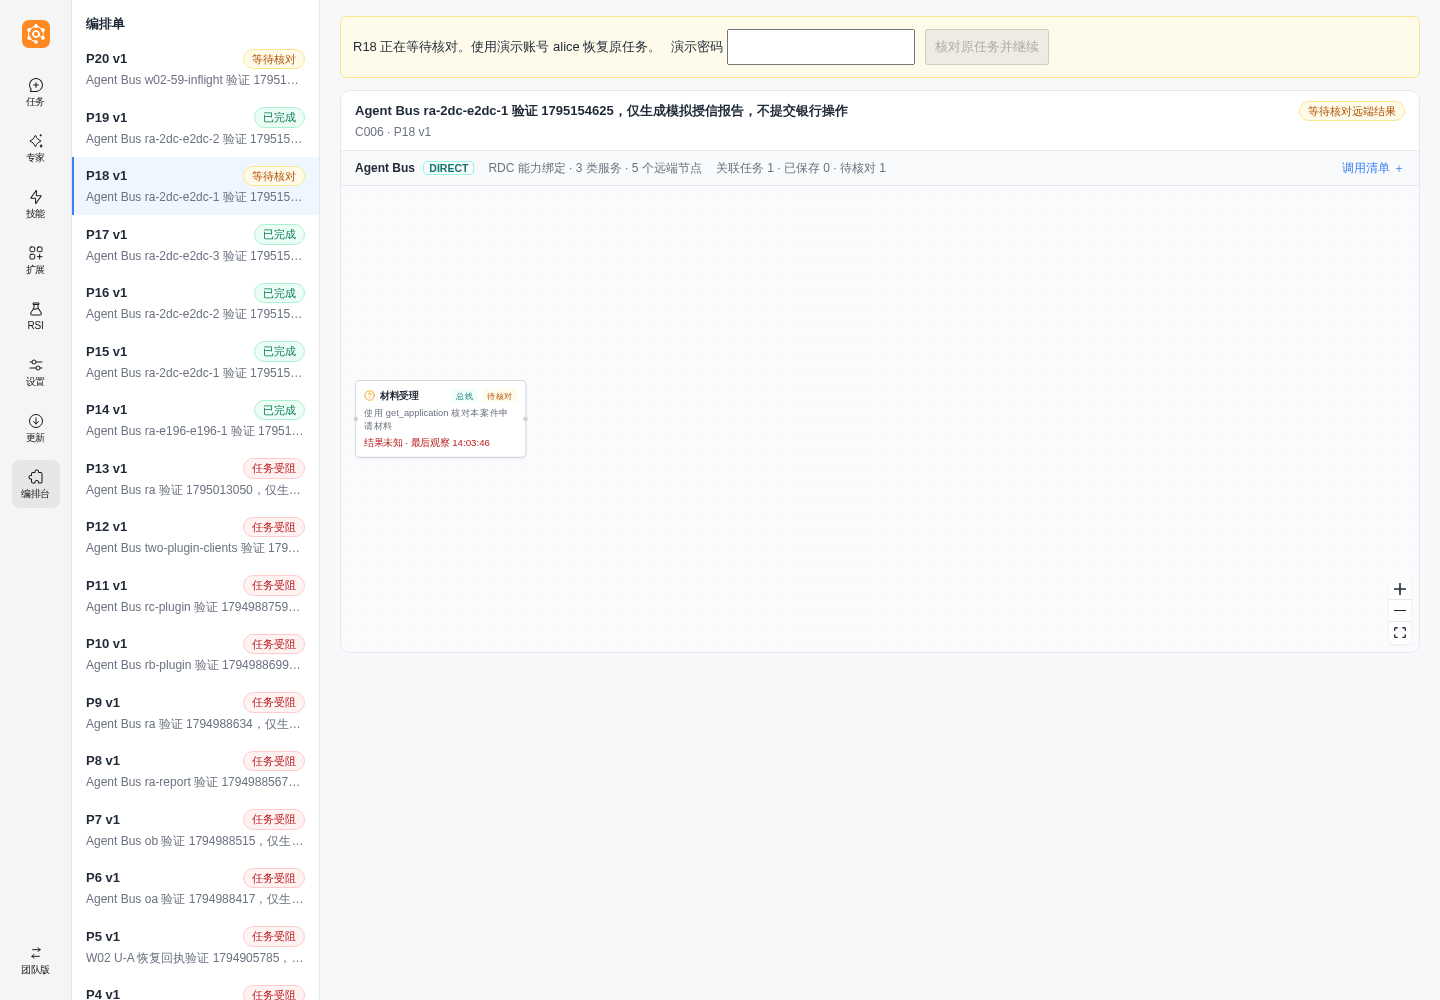 任务
专家
技能
扩展
RSI
设置
更新
编排台
团队版
编排单
P20 v1 等待核对
Agent Bus w02-59-inflight 验证 17951…
P19 v1 已完成
Agent Bus ra-2dc-e2dc-2 验证 179515…
P18 v1 等待核对
Agent Bus ra-2dc-e2dc-1 验证 179515…
P17 v1 已完成
Agent Bus ra-2dc-e2dc-3 验证 179515…
P16 v1 已完成
Agent Bus ra-2dc-e2dc-2 验证 179515…
P15 v1 已完成
Agent Bus ra-2dc-e2dc-1 验证 179515…
P14 v1 已完成
Agent Bus ra-e196-e196-1 验证 17951…
P13 v1 任务受阻
Agent Bus ra 验证 1795013050，仅生…
P12 v1 任务受阻
Agent Bus two-plugin-clients 验证 179…
P11 v1 任务受阻
Agent Bus rc-plugin 验证 1794988759…
P10 v1 任务受阻
Agent Bus rb-plugin 验证 1794988699…
P9 v1 任务受阻
Agent Bus ra 验证 1794988634，仅生…
P8 v1 任务受阻
Agent Bus ra-report 验证 1794988567…
P7 v1 任务受阻
Agent Bus ob 验证 1794988515，仅生…
P6 v1 任务受阻
Agent Bus oa 验证 1794988417，仅生…
P5 v1 任务受阻
W02 U-A 恢复回执验证 1794905785，…
P4 v1 任务受阻
R18 正在等待核对。使用演示账号 alice 恢复原任务。 演示密码 核对原任务并继续
Agent Bus ra-2dc-e2dc-1 验证 1795154625，仅生成模拟授信报告，不提交银行操作 等待核对远端结果
C006 · P18 v1
Agent Bus DIRECT RDC 能力绑定 · 3 类服务 · 5 个远端节点 关联任务 1 · 已保存 0 · 待核对 1 调用清单 +
材料受理 总线 待核对
使用 get_application 核对本案件申
请材料
结果未知 · 最后观察 14:03:46